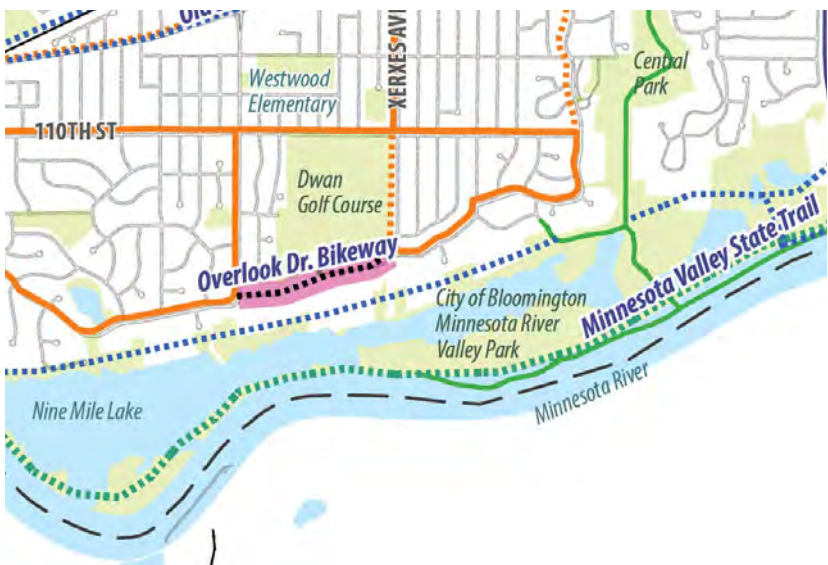 XERXES AV
Westwood
Elementary
Central
Park
110TH ST
Dwan
Golf Course
Overlook Dr. Bikeway
Minnesota Valley State Trail
City of Bloomington
Minnesota River
Valley Park
Minnesota River
Nine Mile Lake